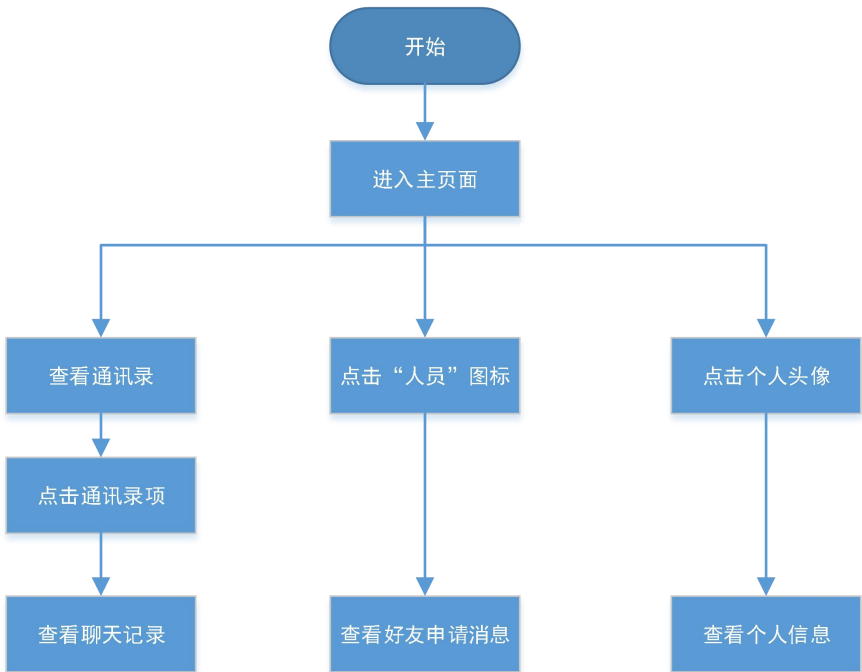 开始
进入主页面
查看通讯录
点击“人员”图标
点击个人头像
点击通讯录项
查看聊天记录
查看好友申请消息
查看个人信息